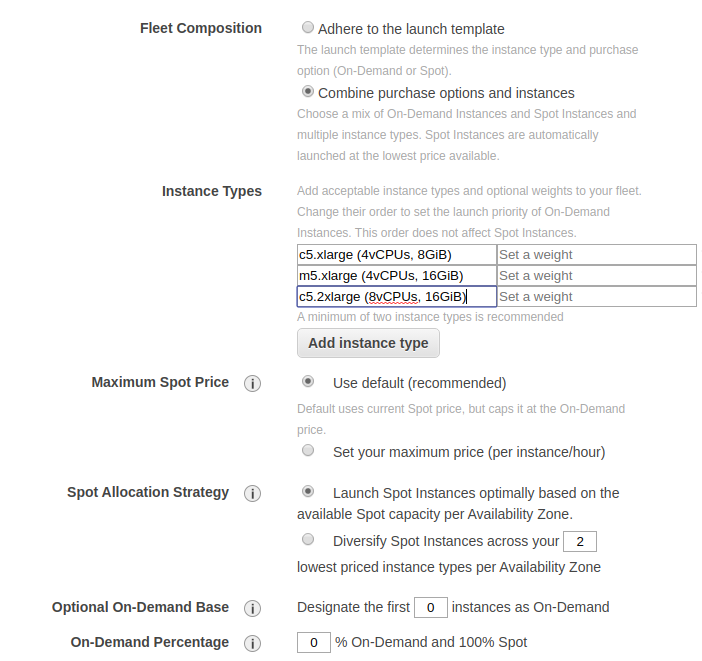 Fleet Composition
Adhere to the launch template
The launch template determines the instance type and purchase
option (On-Demand or Spot).
Combine purchase options and instances
Choose a mix of On-Demand Instances and Spot Instances and
multiple instance types. Spot Instances are automatically
launched at the lowest price available.
Instance Types
Add acceptable instance types and optional weights to your fleet.
Change their order to set the launch priority of On-Demand
Instances. This order does not affect Spot Instances.
c5.xlarge (4vCPUs, 8GiB) Set a weight
m5.xlarge (4vCPUs, 16GiB) Set a weight
c5.2xlarge (8vCPUs, 16GiB) Set a weight
A minimum of two instance types is recommended
Add instance type
Maximum Spot Price i
Use default (recommended)
Default uses current Spot price, but caps it at the On-Demand
price.
Set your maximum price (per instance/hour)
Spot Allocation Strategy i
Launch Spot Instances optimally based on the
available Spot capacity per Availability Zone.
Diversify Spot Instances across your 2
lowest priced instance types per Availability Zone
Optional On-Demand Base i Designate the first 0 instances as On-Demand
On-Demand Percentage i 0 % On-Demand and 100% Spot